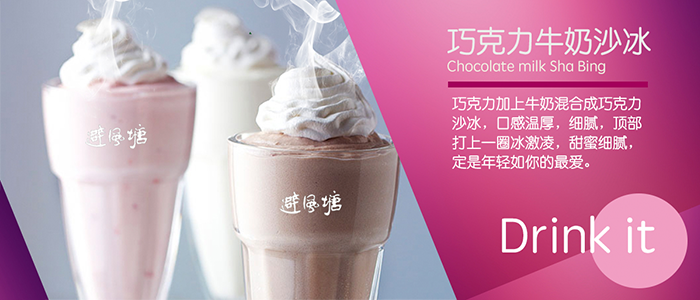 避风塘
避风塘
巧克力牛奶沙冰
Chocolate milk Sha Bing
巧克力加上牛奶混合成巧克力
沙冰，口感温厚，细腻，顶部
打上一圈冰激凌，甜蜜细腻，
定是年轻如你的最爱。
Drink it